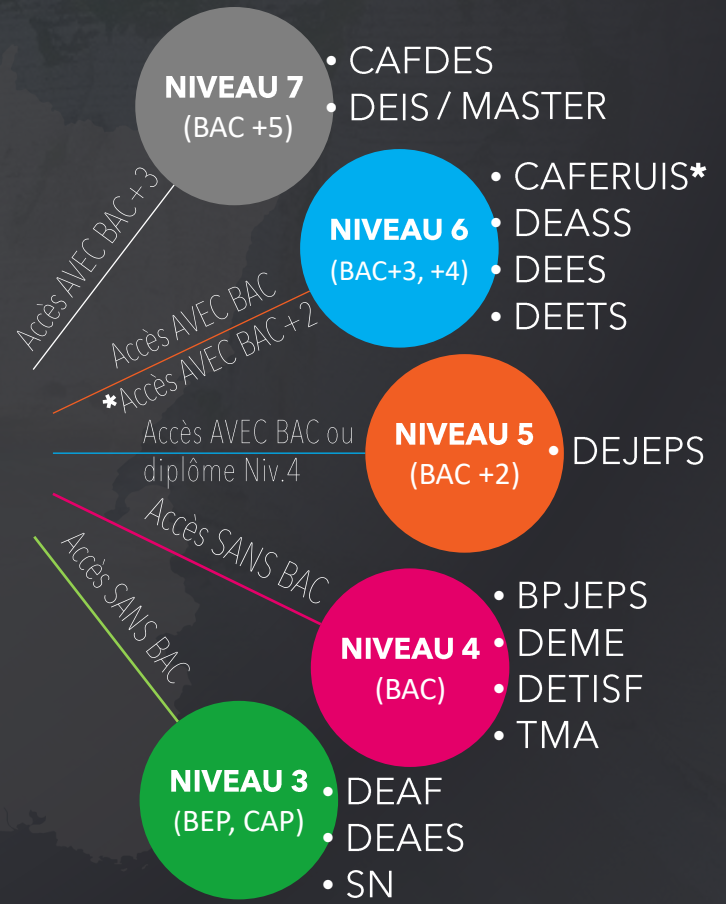 NIVEAU 7
(BAC +5)
• CAFDES
• DEIS / MASTER
Accès AVEC BAC+3
NIVEAU 6
(BAC+3, +4)
• CAFERUIS*
• DEASS
• DEES
• DEETS
Accès AVEC BAC
*Accès AVEC BAC+2
NIVEAU 5
(BAC +2)
• DEJEPS
Accès AVEC BAC ou
diplôme Niv.4
NIVEAU 4
(BAC)
• BPJEPS
• DEME
• DETISF
• TMA
Accès SANS BAC
NIVEAU 3
(BEP, CAP)
• DEAF
• DEAES
• SN
Accès SANS BAC